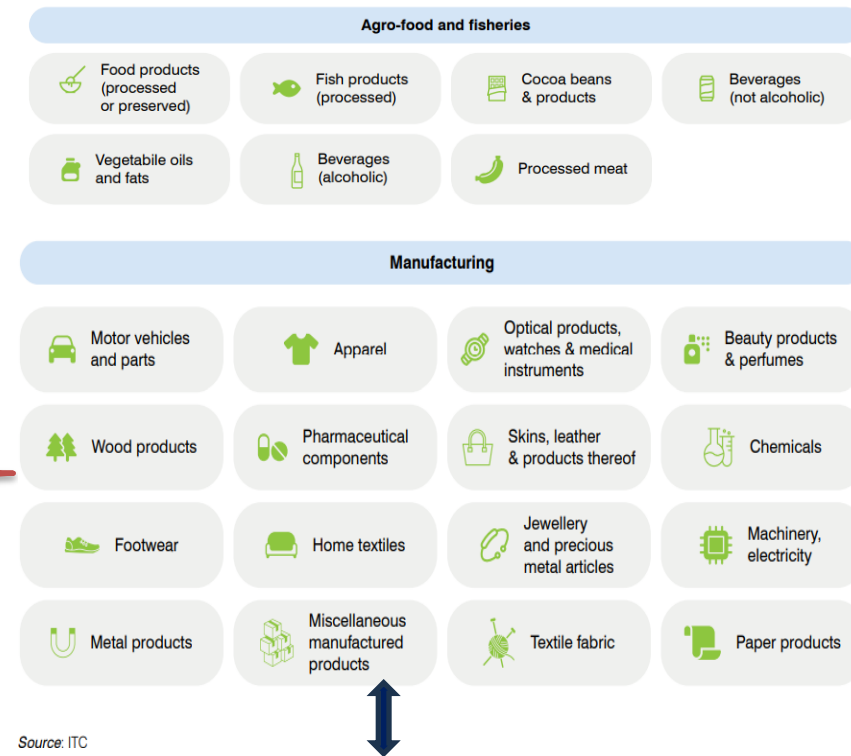 Agro-food and fisheries
Food products
(processed
or preserved)
Fish products
(processed)
Cocoa beans
& products
Beverages
(not alcoholic)
Vegetabile oils
and fats
Beverages
(alcoholic)
Processed meat
Manufacturing
Motor vehicles
and parts
Apparel
Optical products,
watches & medical
instruments
Beauty products
& perfumes
Wood products
Pharmaceutical
components
Skins, leather
& products thereof
Chemicals
Footwear
Home textiles
Jewellery
and precious
metal articles
Machinery,
electricity
Metal products
Miscellaneous
manufactured
products
Textile fabric
Paper products
Source: ITC